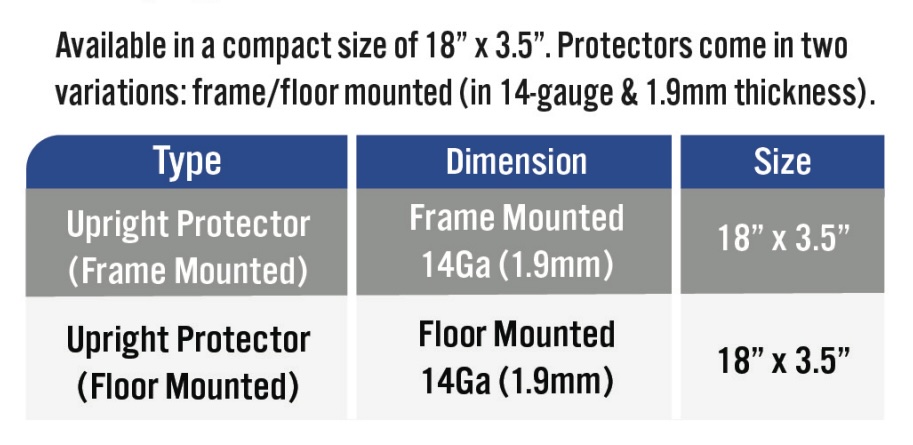 Available in a compact size of 18” x 3.5”. Protectors come in two
variations: frame/floor mounted (in 14-gauge & 1.9mm thickness).
Type Dimension Size
Upright Protector
(Frame Mounted)
Frame Mounted
14Ga (1.9mm)
18” x 3.5”
Upright Protector
(Floor Mounted)
Floor Mounted
14Ga (1.9mm)
18” x 3.5”